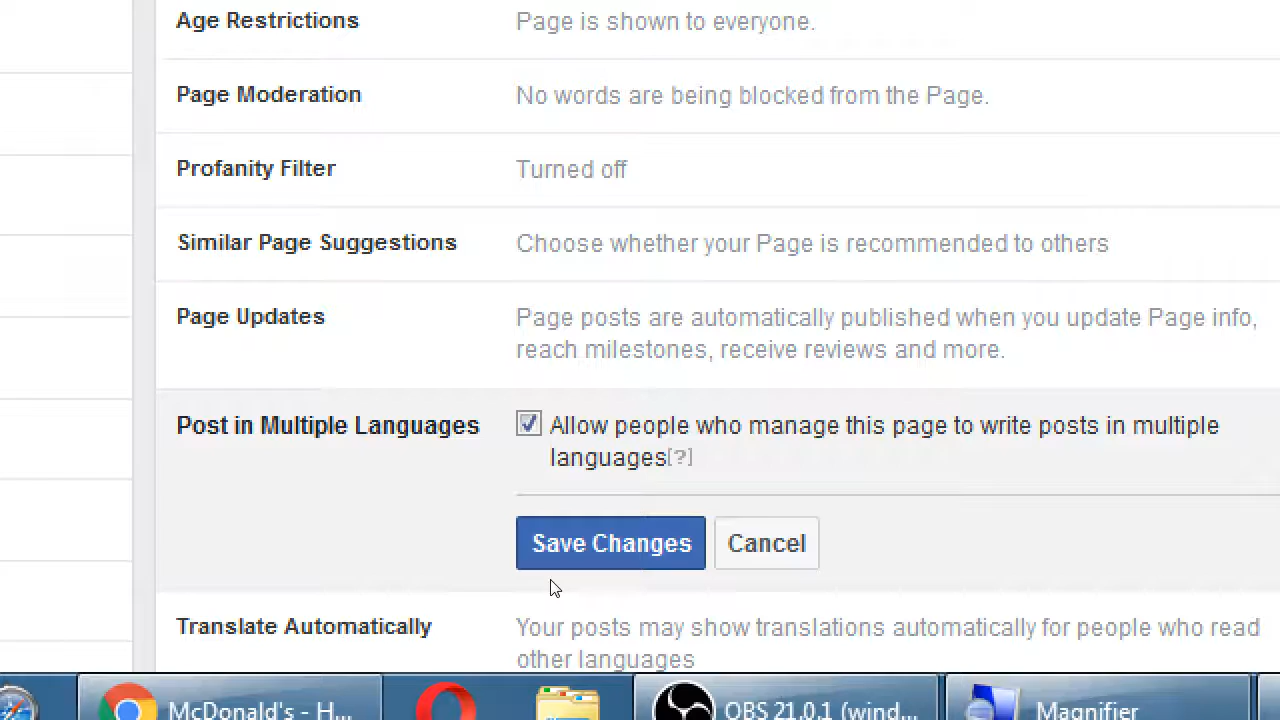 Age Restrictions Page is shown to everyone.
Page Moderation No words are being blocked from the Page.
Profanity Filter Turned off
Similar Page Suggestions Choose whether your Page is recommended to others
Page Updates Page posts are automatically published when you update Page info,
reach milestones, receive reviews and more.
Post in Multiple Languages Allow people who manage this page to write posts in multiple
languages[?]
Save Changes Cancel
Translate Automatically Your posts may show translations automatically for people who read
other languages
McDonald's - H... OBS 21.0.1 (wind... Magnifier